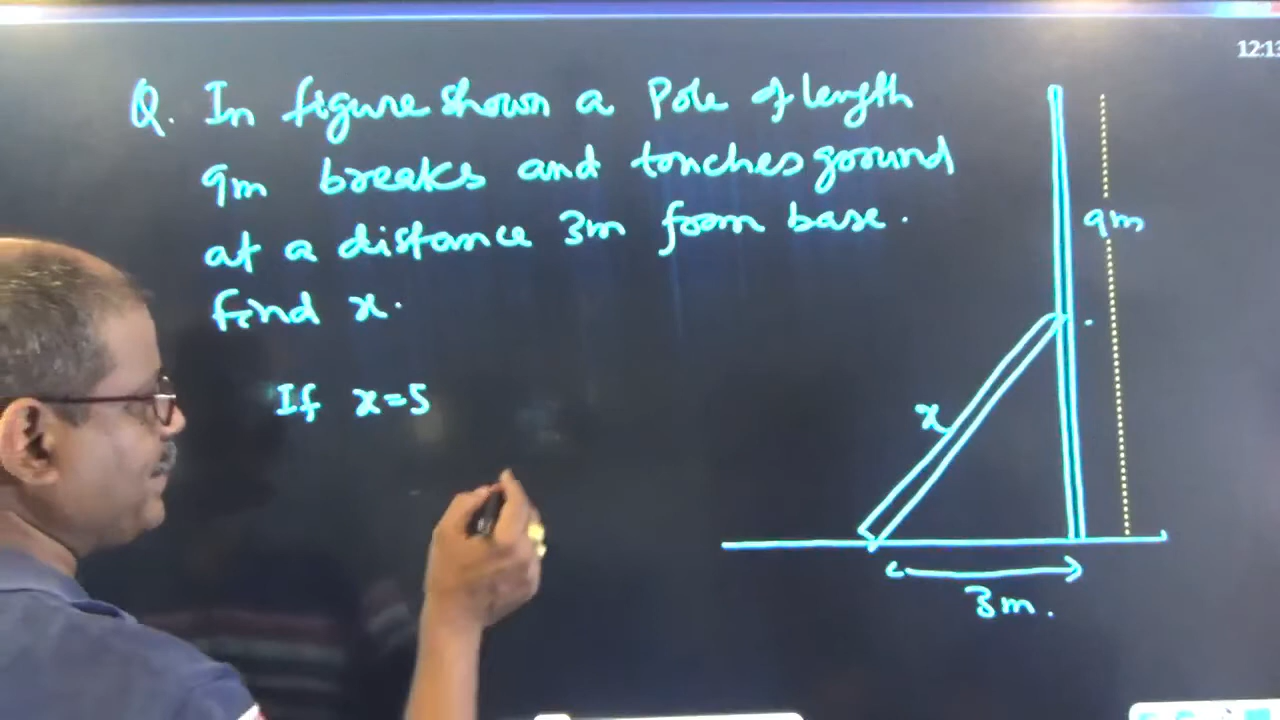 12:13
Q. In figure shown a Pole of length
9m breaks and touches ground
at a distance 3m from base.
find x.
If x=5
9m
x
3m.